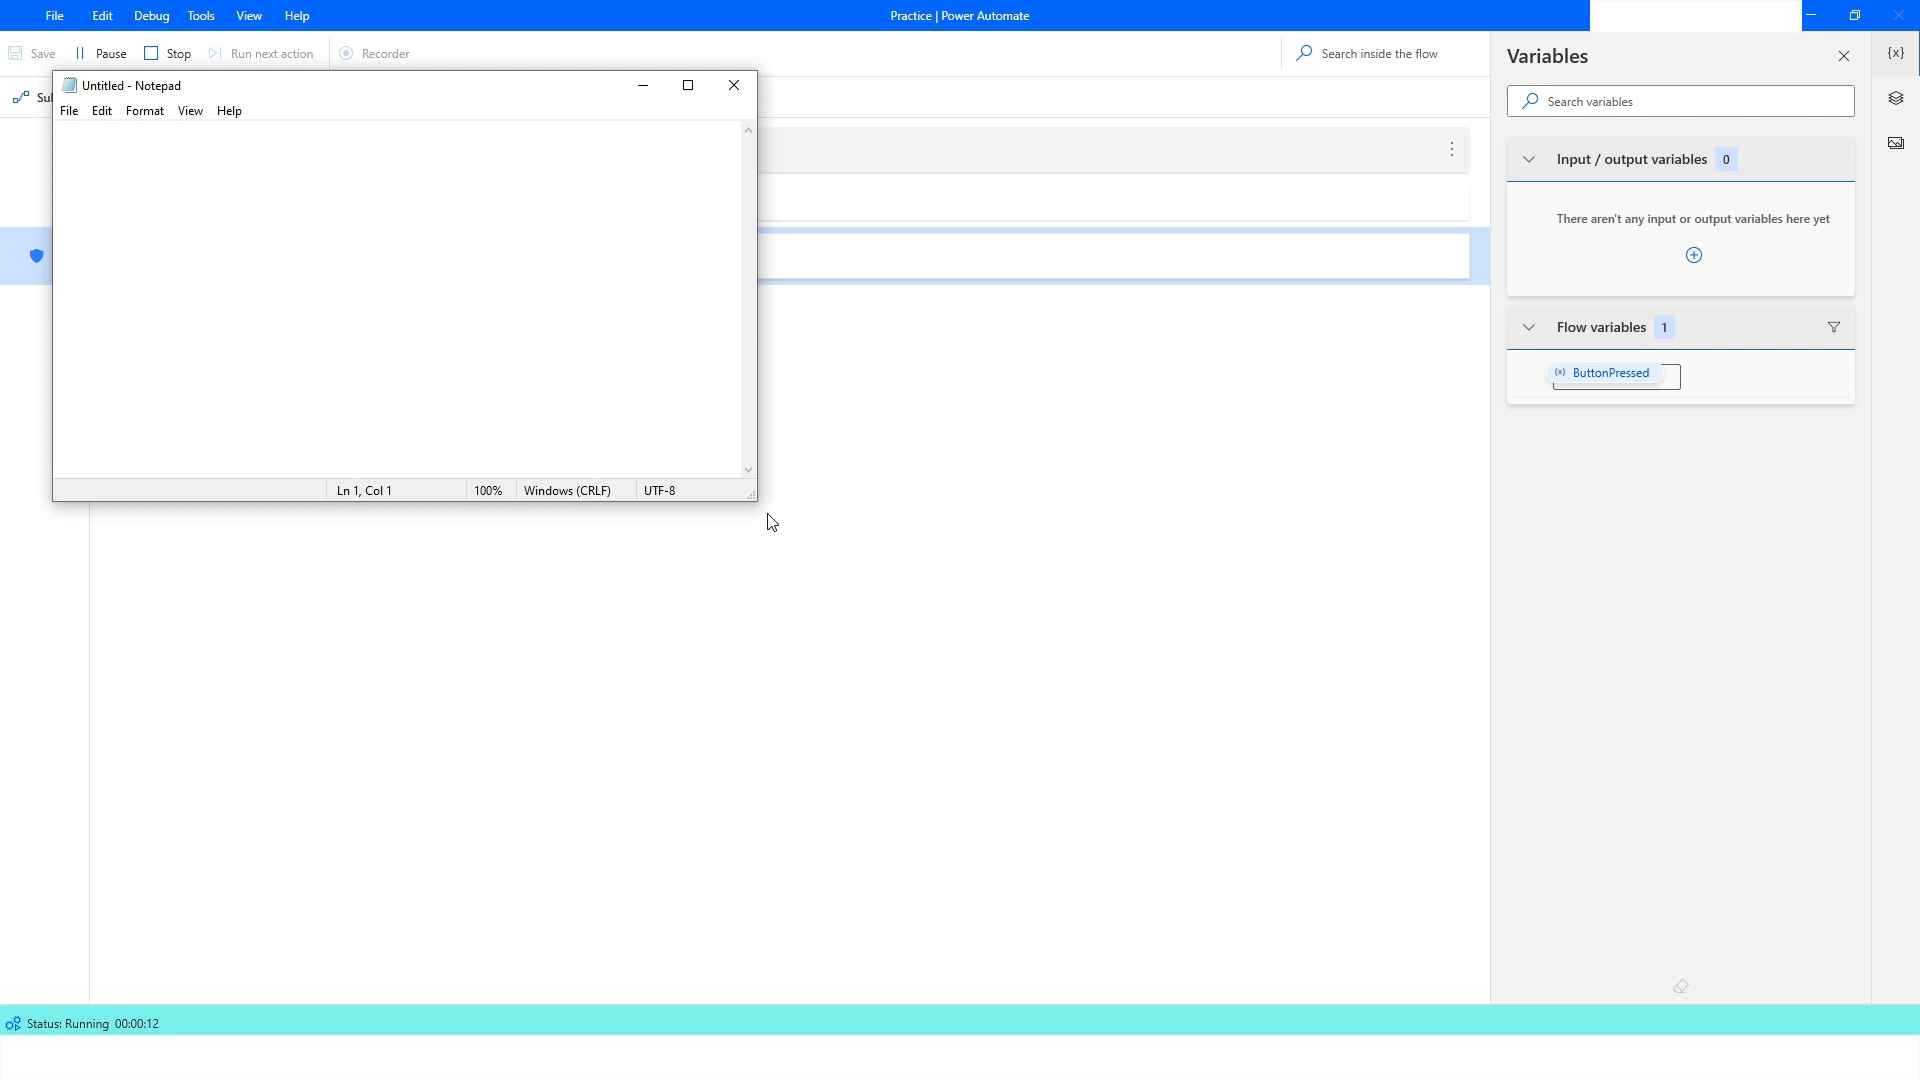 File Edit Debug Tools View Help
Practice | Power Automate
Save Pause Stop Run next action Recorder
Search inside the flow
Untitled - Notepad
File Edit Format View Help
Ln 1, Col 1 100% Windows (CRLF) UTF-8
Variables
{x}
Search variables
Input / output variables 0
There aren't any input or output variables here yet
Flow variables 1
(x) ButtonPressed
Status: Running 00:00:12